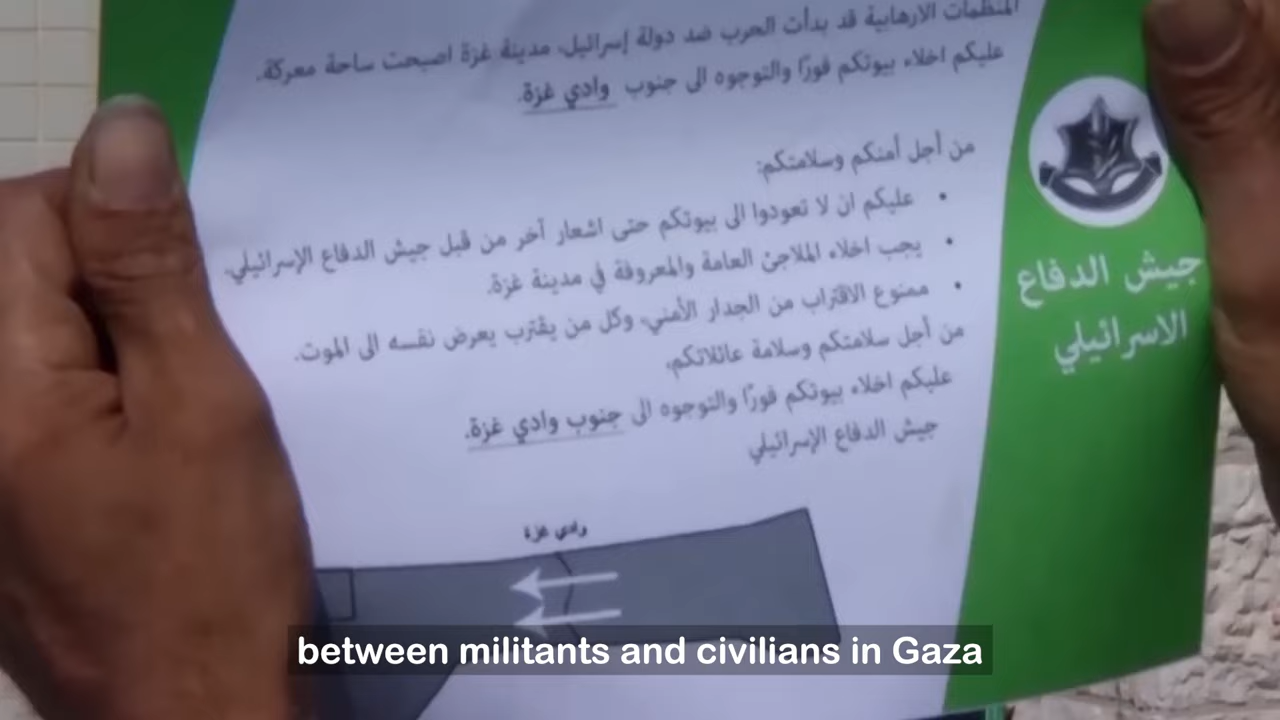 المنظمات الارهابية قد بدأت الحرب ضد دولة إسرائيل، مدينة غزة اصبحت ساحة معركة.
عليكم اخلاء بيوتكم فورًا والتوجوه الى جنوب وادي غزة.
من أجل أمنكم وسلامتكم:
• عليكم ان لا تعودوا الى بيوتكم حتى اشعار آخر من قبل جيش الدفاع الإسرائيلي.
• يجب اخلاء الملاجئ العامة والمعروفة في مدينة غزة.
• ممنوع الاقتراب من الجدار الأمني، وكل من يقترب يعرض نفسه الى الموت.
من أجل سلامتكم وسلامة عائلاتكم،
عليكم اخلاء بيوتكم فورًا والتوجوه الى جنوب وادي غزة.
جيش الدفاع الإسرائيلي
جيش الدفاع
الاسرائيلي
وادي غزة
between militants and civilians in Gaza